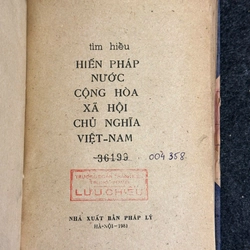 tìm hiểu
HIẾN PHÁP
NƯỚC
CỘNG HÒA
XÃ HỘI
CHỦ NGHĨA
VIỆT-NAM
-36199
004358
LƯU CHIỂU
NHÀ XUẤT BẢN PHÁP LÝ
HÀ-NỘI-1981